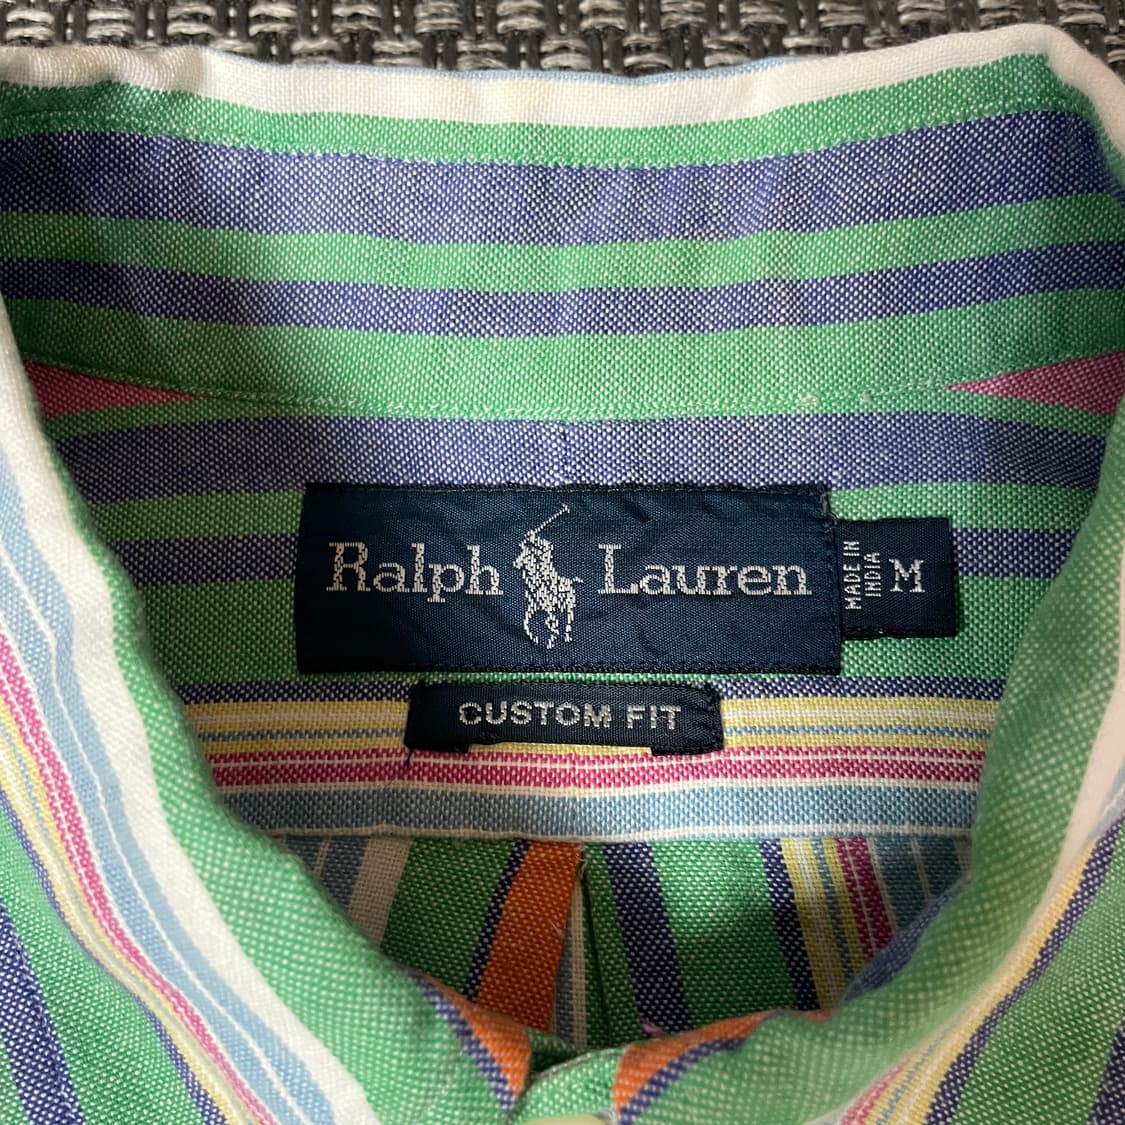 Ralph Lauren
MADE IN
INDIA
M
CUSTOM FIT